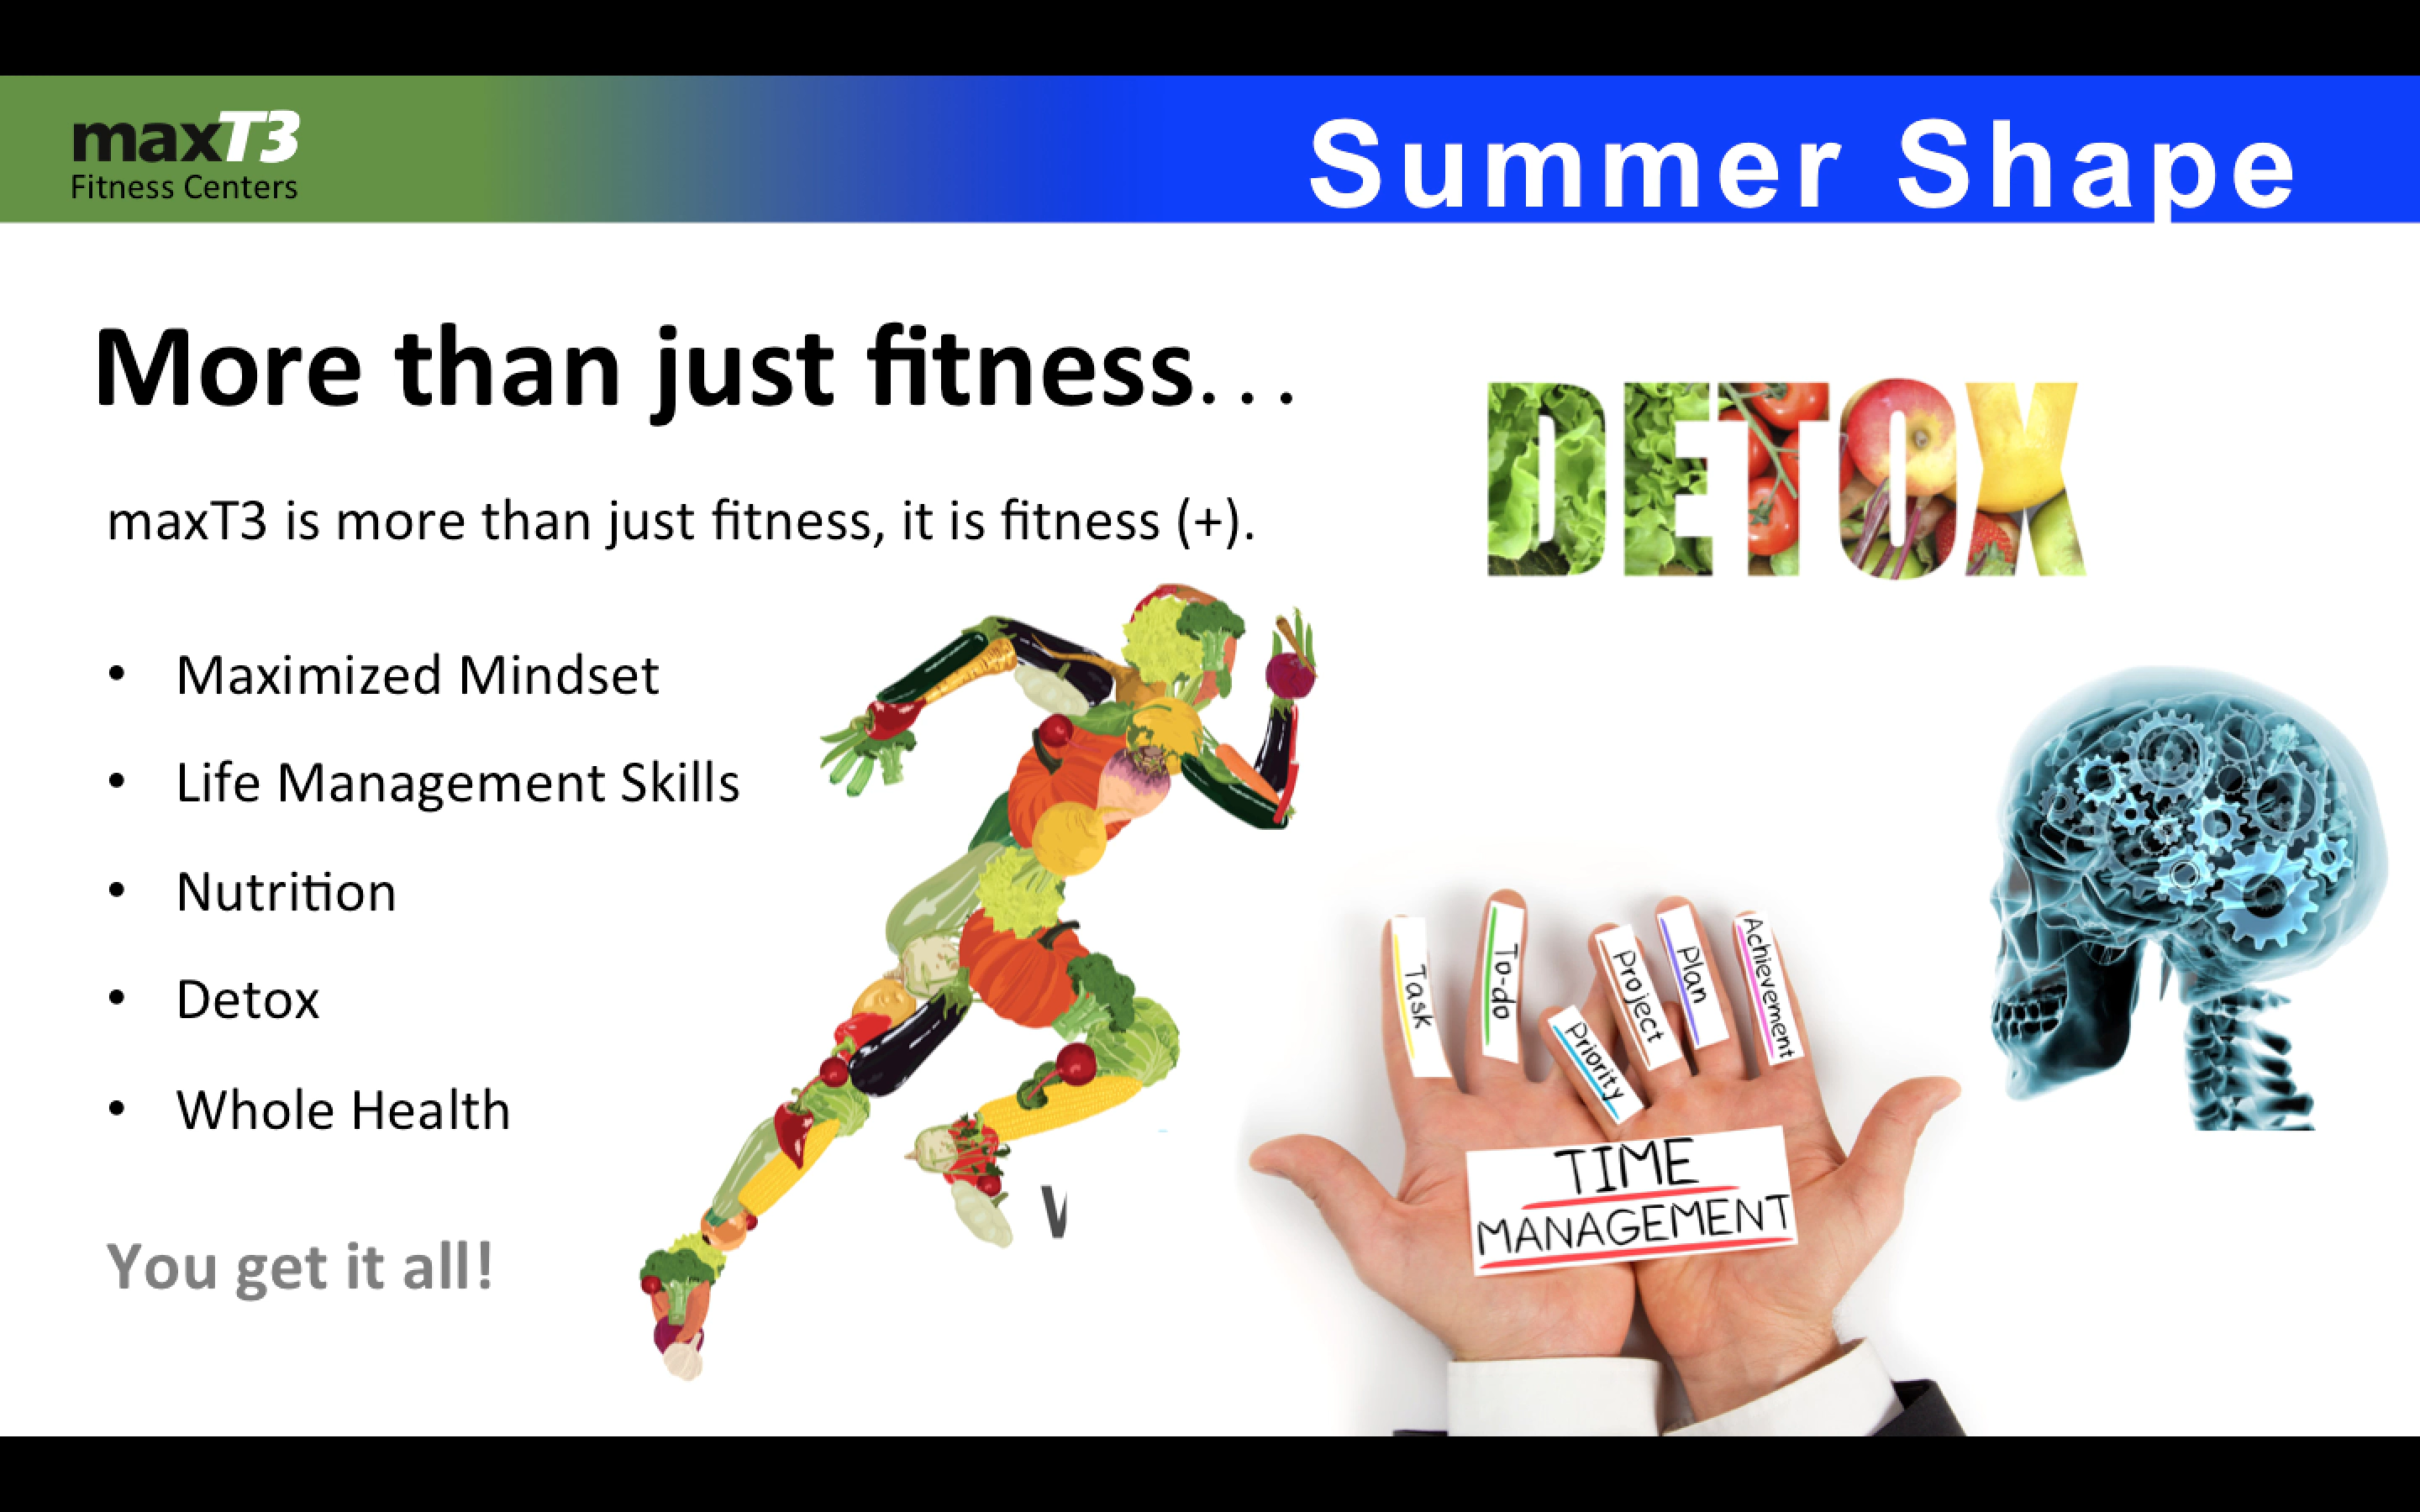 maxT3
Fitness Centers
Summer Shape
More than just fitness...
maxT3 is more than just fitness, it is fitness (+).
• Maximized Mindset
• Life Management Skills
• Nutrition
• Detox
• Whole Health
You get it all!
DETOX
Task
To-do
Priority
Project
Plan
Achievement
TIME
MANAGEMENT